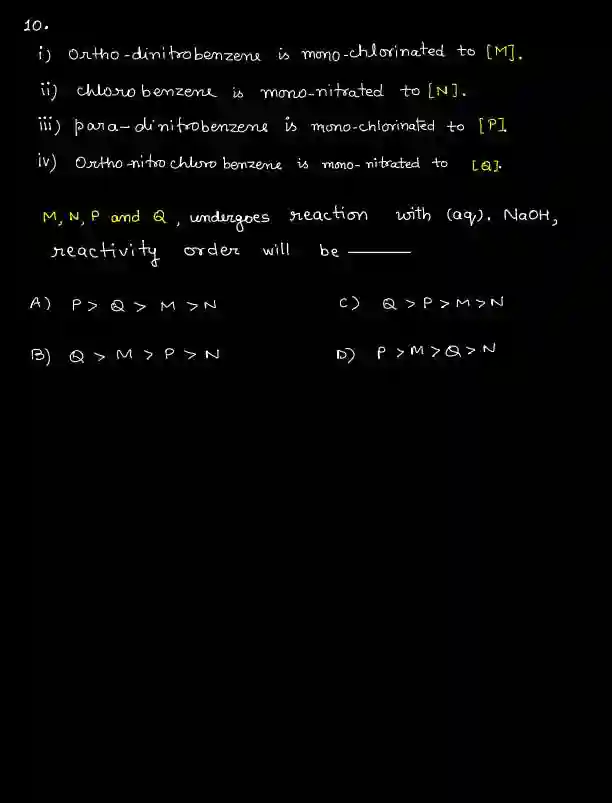 10.
i) Ortho-dinitrobenzene is mono-chlorinated to [M].
ii) chlorobenzene is mono-nitrated to [N].
iii) para-dinitrobenzene is mono-chlorinated to [P].
iv) Ortho-nitro chloro benzene is mono-nitrated to [Q].
M, N, P and Q, undergoes reaction with (aq). NaOH,
reactivity order will be ____
A) P > Q > M > N C) Q > P > M > N
B) Q > M > P > N D) P > M > Q > N